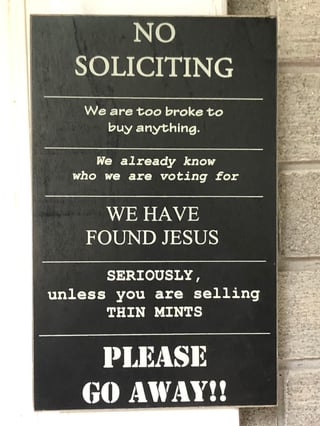 NO
SOLICITING
We are too broke to
buy anything.
We already know
who we are voting for
WE HAVE
FOUND JESUS
SERIOUSLY,
unless you are selling
THIN MINTS
PLEASE
GO AWAY!!